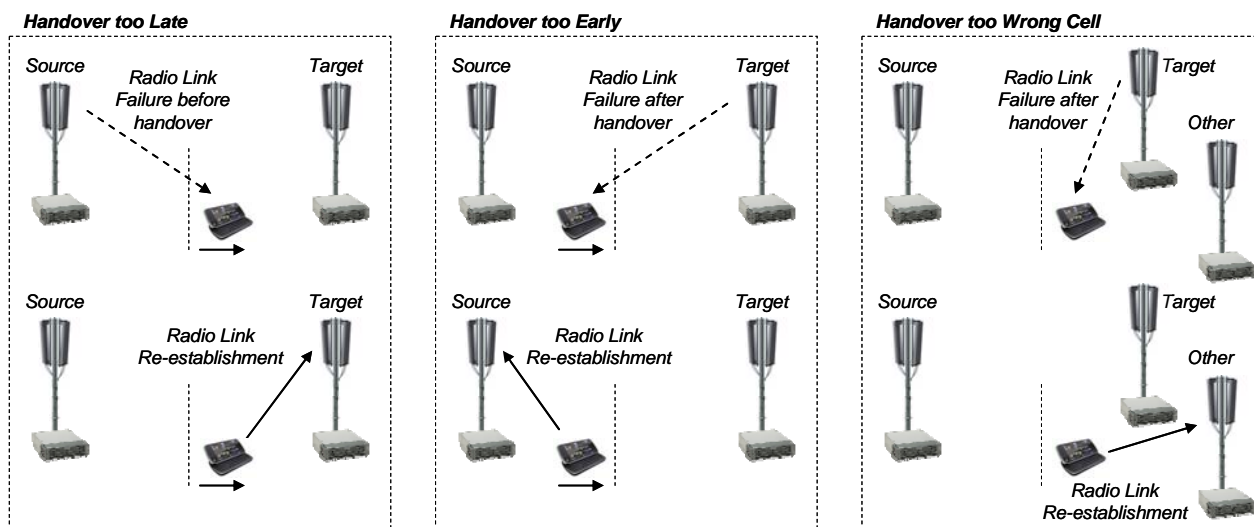 Handover too Late
Source
Radio Link
Failure before
handover
Target
Source
Radio Link
Re-establishment
Target
Handover too Early
Source
Radio Link
Failure after
handover
Target
Source
Radio Link
Re-establishment
Target
Handover too Wrong Cell
Source
Radio Link
Failure after
handover
Target
Other
Source
Target
Other
Radio Link
Re-establishment